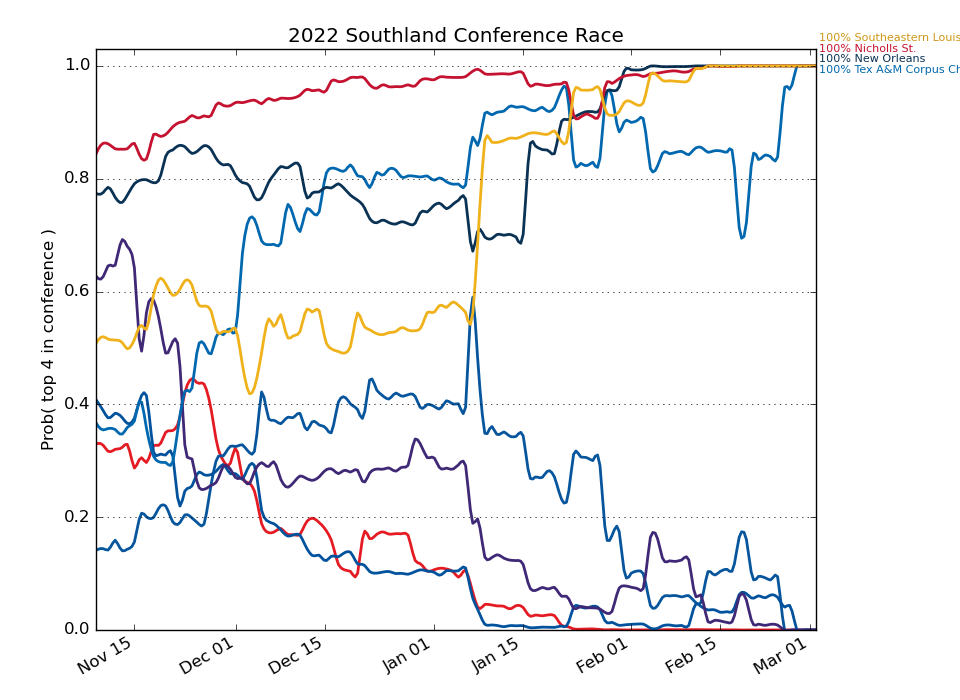 2022 Southland Conference Race
100% Southeastern Louis
100% Nicholls St.
100% New Orleans
100% Tex A&M Corpus Ch
Prob( top 4 in conference )
1.0
0.8
0.6
0.4
0.2
0.0
Nov 15
Dec 01
Dec 15
Jan 01
Jan 15
Feb 01
Feb 15
Mar 01